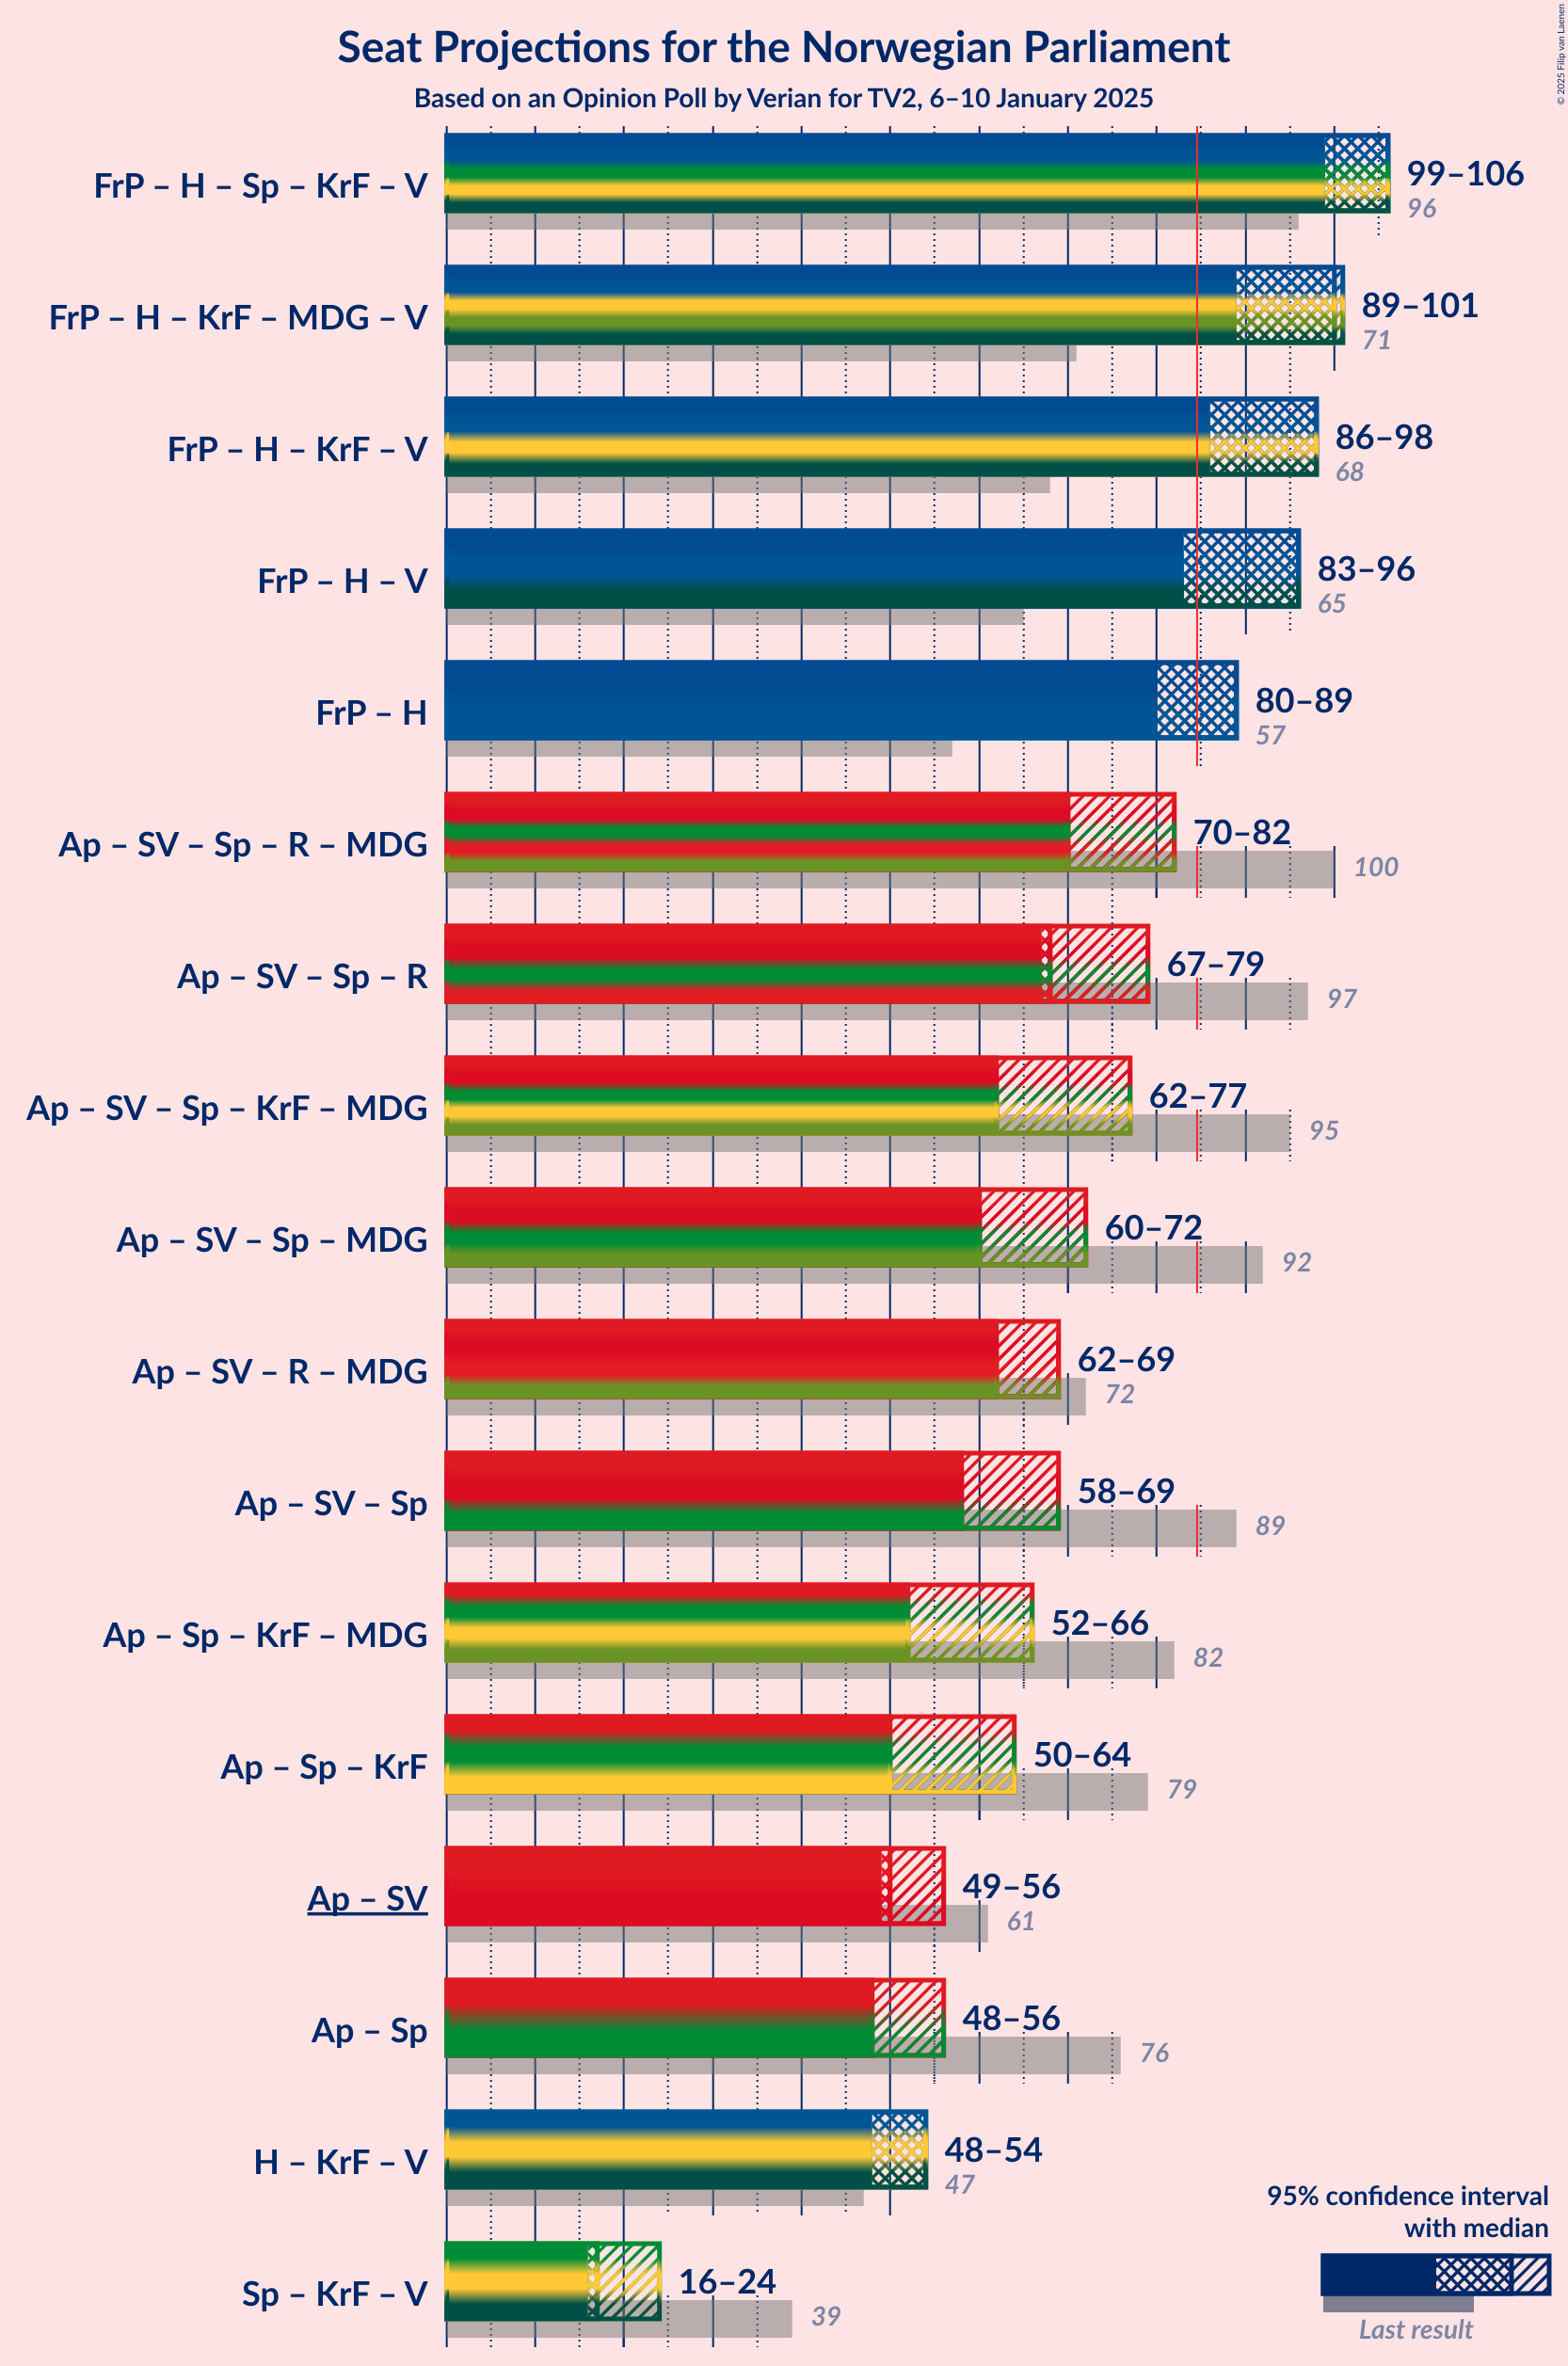 Seat Projections for the Norwegian Parliament
Based on an Opinion Poll by Verian for TV2, 6–10 January 2025
© 2025 Filip van Laenen
FrP – H – Sp – KrF – V
99–106
96
FrP – H – KrF – MDG – V
89–101
71
FrP – H – KrF – V
86–98
68
FrP – H – V
83–96
65
FrP – H
80–89
57
Ap – SV – Sp – R – MDG
70–82
100
Ap – SV – Sp – R
67–79
97
Ap – SV – Sp – KrF – MDG
62–77
95
Ap – SV – Sp – MDG
60–72
92
Ap – SV – R – MDG
62–69
72
Ap – SV – Sp
58–69
89
Ap – Sp – KrF – MDG
52–66
82
Ap – Sp – KrF
50–64
79
Ap – SV
49–56
61
Ap – Sp
48–56
76
H – KrF – V
48–54
47
Sp – KrF – V
16–24
39
95% confidence interval
with median
Last result